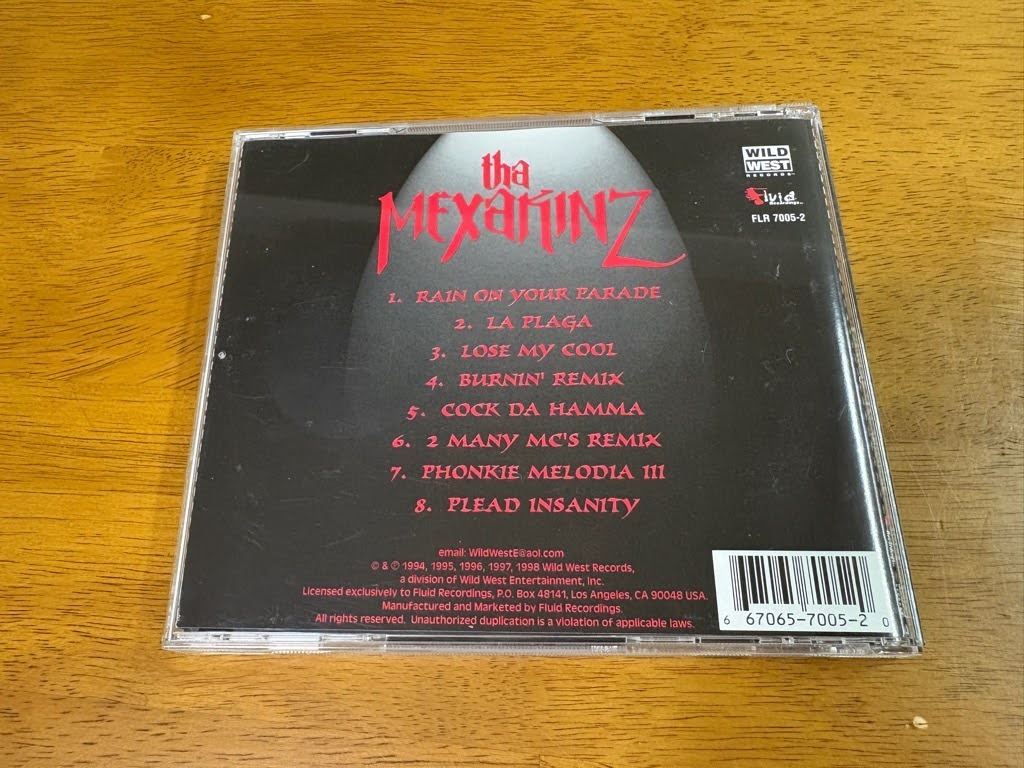 tha
MEXAKINZ
WILD
WEST
RECORDS
Fluid
Recordings
FLR 7005-2
1. RAIN ON YOUR PARADE
2. LA PLAGA
3. LOSE MY COOL
4. BURNIN' REMIX
5. COCK DA HAMMA
6. 2 MANY MC'S REMIX
7. PHONKIE MELODIA III
8. PLEAD INSANITY
email: WildWestE@aol.com
© & ℗ 1994, 1995, 1996, 1997, 1998 Wild West Records,
a division of Wild West Entertainment, Inc.
Licensed exclusively to Fluid Recordings, P.O. Box 48141, Los Angeles, CA 90048 USA.
Manufactured and Marketed by Fluid Recordings.
All rights reserved. Unauthorized duplication is a violation of applicable laws.
6 67065-7005-2 0